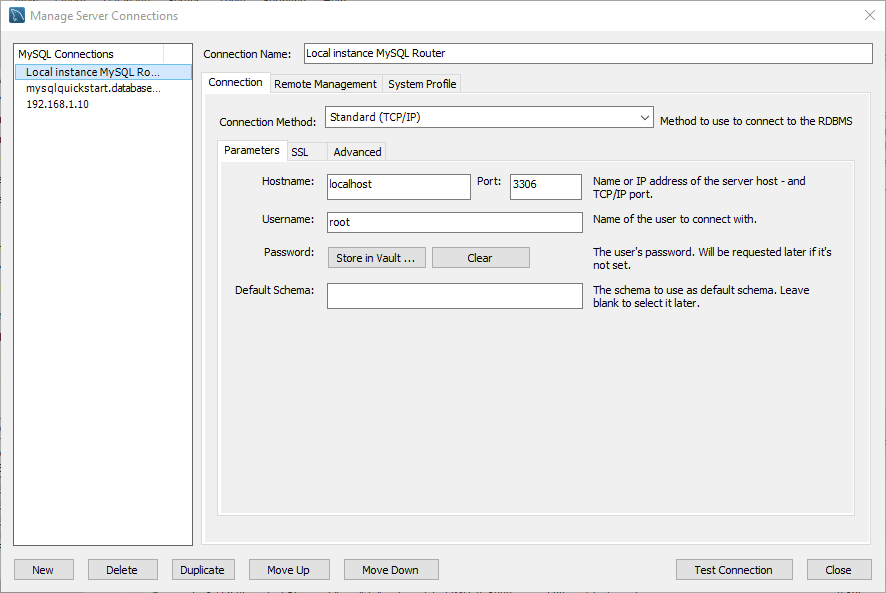 Manage Server Connections
MySQL Connections
Local instance MySQL Ro...
mysqlquickstart.database...
192.168.1.10
Connection Name:
Local instance MySQL Router
Connection
Remote Management
System Profile
Connection Method:
Standard (TCP/IP)
Method to use to connect to the RDBMS
Parameters
SSL
Advanced
Hostname:
localhost
Port:
3306
Name or IP address of the server host - and
TCP/IP port.
Username:
root
Name of the user to connect with.
Password:
Store in Vault ...
Clear
The user's password. Will be requested later if it's
not set.
Default Schema:
The schema to use as default schema. Leave
blank to select it later.
New
Delete
Duplicate
Move Up
Move Down
Test Connection
Close